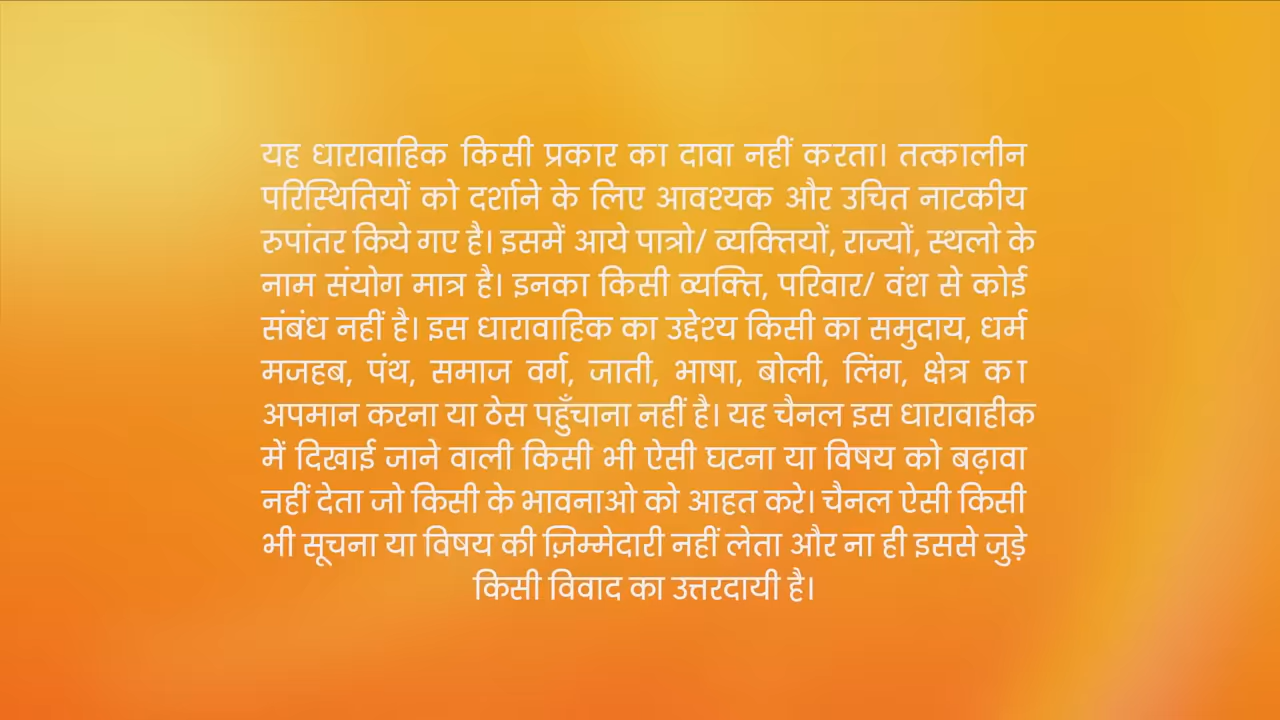 यह धारावाहिक किसी प्रकार का दावा नहीं करता। तत्कालीन
परिस्थितियों को दर्शाने के लिए आवश्यक और उचित नाटकीय
रुपांतर किये गए है। इसमें आये पात्रो/ व्यक्तियों, राज्यों, स्थलो के
नाम संयोग मात्र है। इनका किसी व्यक्ति, परिवार/ वंश से कोई
संबंध नहीं है। इस धारावाहिक का उद्देश्य किसी का समुदाय, धर्म
मजहब, पंथ, समाज वर्ग, जाती, भाषा, बोली, लिंग, क्षेत्र का
अपमान करना या ठेस पहुँचाना नहीं है। यह चैनल इस धारावाहीक
में दिखाई जाने वाली किसी भी ऐसी घटना या विषय को बढ़ावा
नहीं देता जो किसी के भावनाओ को आहत करे। चैनल ऐसी किसी
भी सूचना या विषय की ज़िम्मेदारी नहीं लेता और ना ही इससे जुड़े
किसी विवाद का उत्तरदायी है।